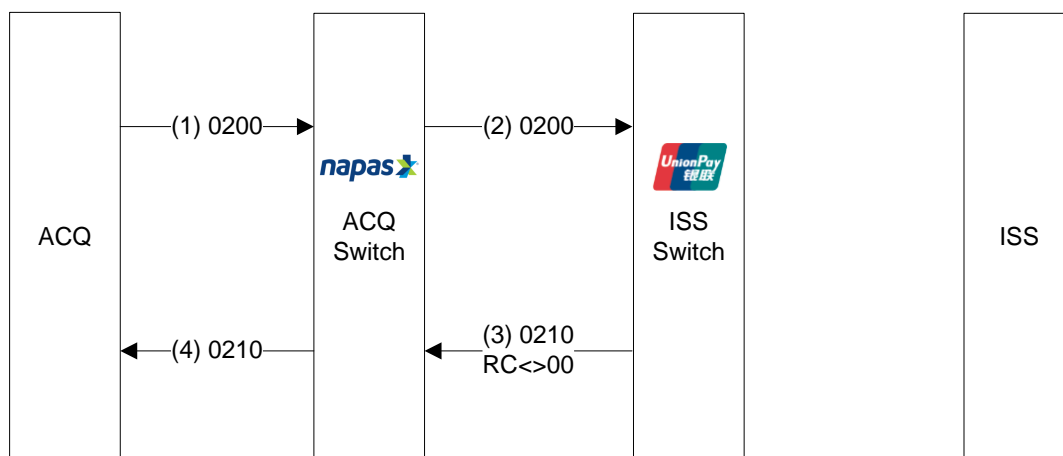 (1) 0200
(2) 0200
napas
UnionPay
银联
ACQ
ACQ
Switch
ISS
Switch
ISS
(3) 0210
RC<>00
(4) 0210